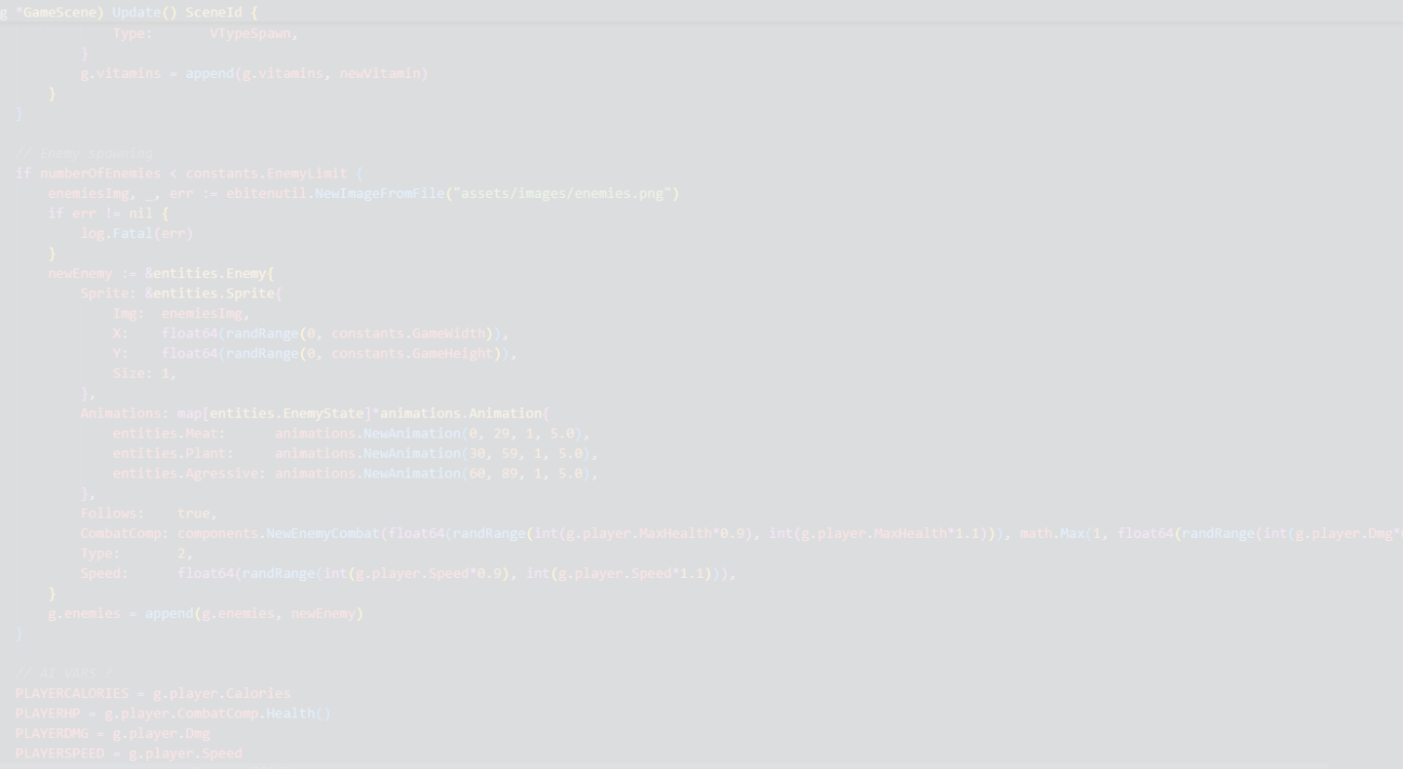 g *GameScene) Update() SceneId {
Type: VTypeSpawn,
}
g.vitamins = append(g.vitamins, newVitamin)
}
}
// Enemy spawning
if numberOfEnemies < constants.EnemyLimit {
enemiesImg, _, err := ebitenutil.NewImageFromFile("assets/images/enemies.png")
if err != nil {
log.Fatal(err)
}
newEnemy := &entities.Enemy{
Sprite: &entities.Sprite{
Img: enemiesImg,
X: float64(randRange(0, constants.GameWidth)),
Y: float64(randRange(0, constants.GameHeight)),
Size: 1,
},
Animations: map[entities.EnemyState]*animations.Animation{
entities.Meat: animations.NewAnimation(0, 29, 1, 5.0),
entities.Plant: animations.NewAnimation(30, 59, 1, 5.0),
entities.Agressive: animations.NewAnimation(60, 89, 1, 5.0),
},
Follows: true,
CombatComp: components.NewEnemyCombat(float64(randRange(int(g.player.MaxHealth*0.9), int(g.player.MaxHealth*1.1))), math.Max(1, float64(randRange(int(g.player.Dmg*
Type: 2,
Speed: float64(randRange(int(g.player.Speed*0.9), int(g.player.Speed*1.1))),
}
g.enemies = append(g.enemies, newEnemy)
}
// AI VARS
PLAYERCALORIES = g.player.Calories
PLAYERHP = g.player.CombatComp.Health()
PLAYERDMG = g.player.Dmg
PLAYERSPEED = g.player.Speed